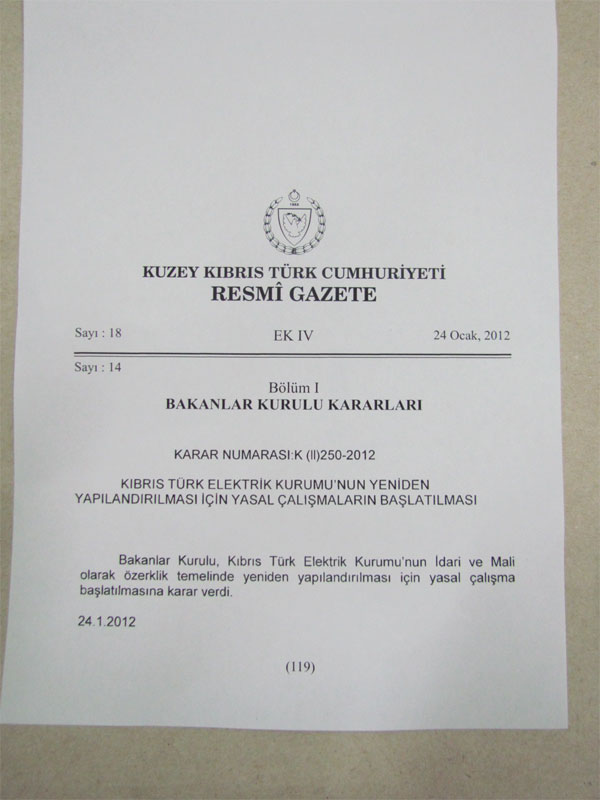 KUZEY KIBRIS TÜRK CUMHURİYETİ
RESMÎ GAZETE
Sayı : 18 EK IV 24 Ocak, 2012
Sayı : 14
Bölüm I
BAKANLAR KURULU KARARLARI
KARAR NUMARASI:K (II)250-2012
KIBRIS TÜRK ELEKTRİK KURUMU'NUN YENİDEN
YAPILANDIRILMASI İÇİN YASAL ÇALIŞMALARIN BAŞLATILMASI
Bakanlar Kurulu, Kıbrıs Türk Elektrik Kurumu'nun İdari ve Mali
olarak özerklik temelinde yeniden yapılandırılması için yasal çalışma
başlatılmasına karar verdi.
24.1.2012
(119)